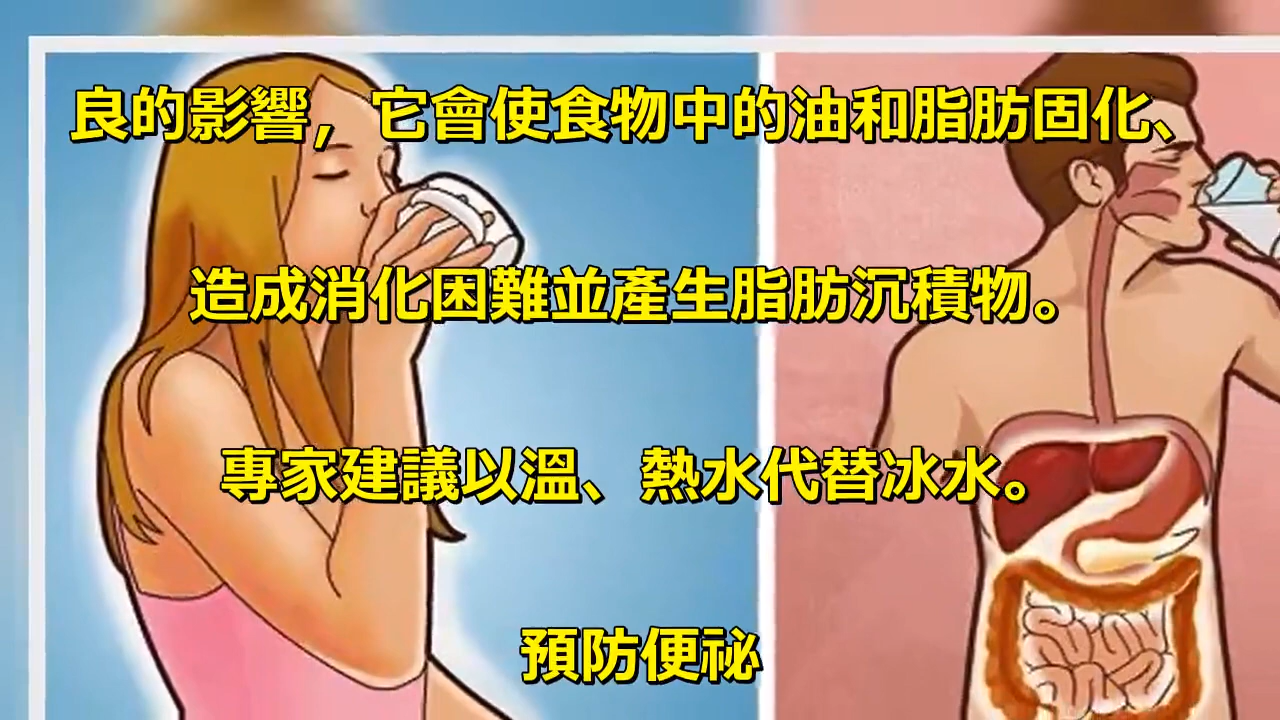 良的影響，它會使食物中的油和脂肪固化、
造成消化困難並產生脂肪沉積物。
專家建議以溫、熱水代替冰水。
預防便祕